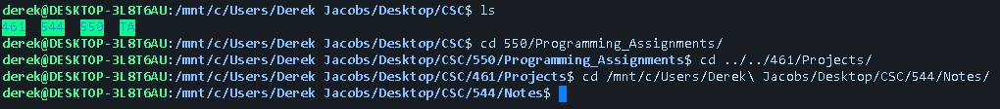 derek@DESKTOP-3L8T6AU:/mnt/c/Users/Derek Jacobs/Desktop/CSC$ ls
461 544 550 TA
derek@DESKTOP-3L8T6AU:/mnt/c/Users/Derek Jacobs/Desktop/CSC$ cd 550/Programming_Assignments/
derek@DESKTOP-3L8T6AU:/mnt/c/Users/Derek Jacobs/Desktop/CSC/550/Programming_Assignments$ cd ../../461/Projects/
derek@DESKTOP-3L8T6AU:/mnt/c/Users/Derek Jacobs/Desktop/CSC/461/Projects$ cd /mnt/c/Users/Derek\ Jacobs/Desktop/CSC/544/Notes/
derek@DESKTOP-3L8T6AU:/mnt/c/Users/Derek Jacobs/Desktop/CSC/544/Notes$